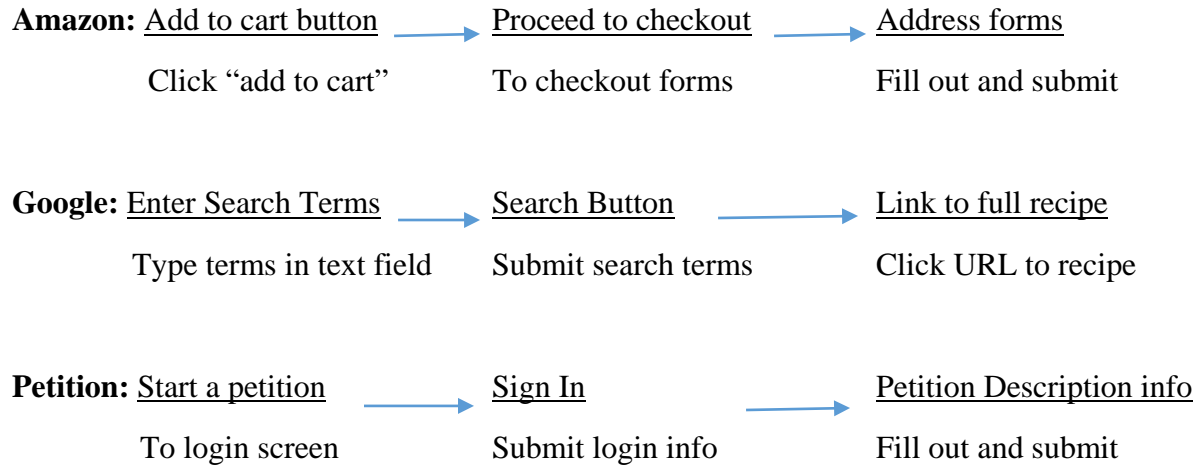 Amazon: Add to cart button Proceed to checkout Address forms
Click “add to cart” To checkout forms Fill out and submit
Google: Enter Search Terms Search Button Link to full recipe
Type terms in text field Submit search terms Click URL to recipe
Petition: Start a petition Sign In Petition Description info
To login screen Submit login info Fill out and submit